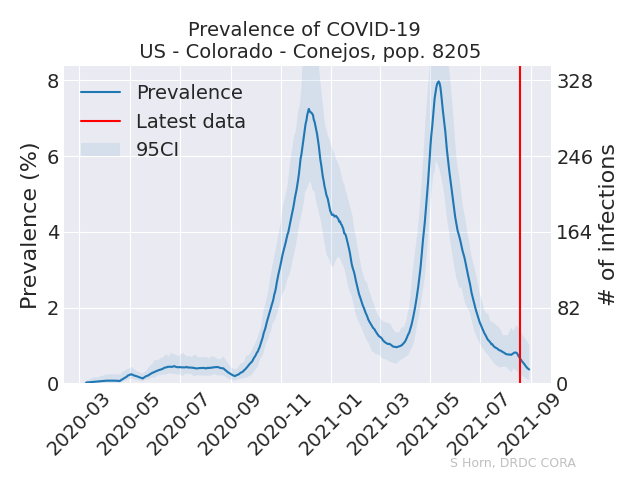 Prevalence of COVID-19
US - Colorado - Conejos, pop. 8205
Prevalence (%)
8
6
4
2
0
Prevalence
Latest data
95CI
328
246
164
82
0
# of infections
2020-03
2020-05
2020-07
2020-09
2020-11
2021-01
2021-03
2021-05
2021-07
2021-09
S Horn, DRDC CORA